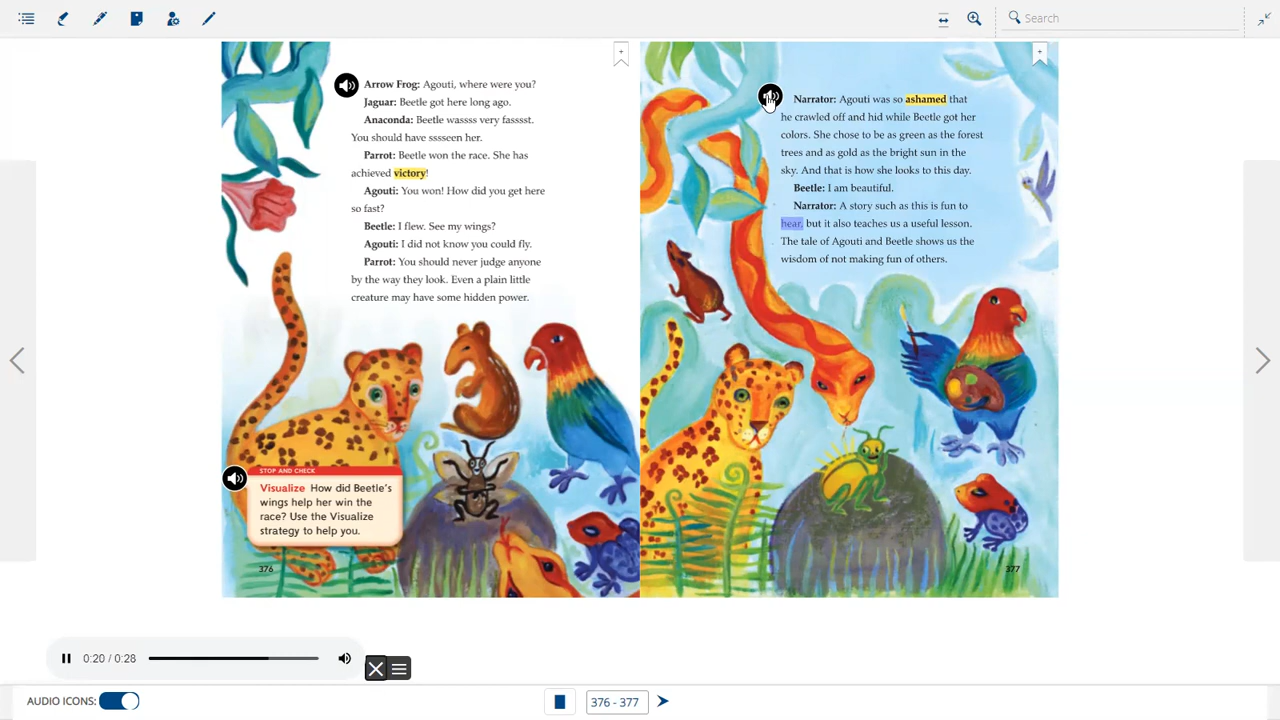 Search
Arrow Frog: Agouti, where were you?
Jaguar: Beetle got here long ago.
Anaconda: Beetle wassss very fasssst.
You should have ssseen her.
Parrot: Beetle won the race. She has
achieved victory!
Agouti: You won! How did you get here
so fast?
Beetle: I flew. See my wings?
Agouti: I did not know you could fly.
Parrot: You should never judge anyone
by the way they look. Even a plain little
creature may have some hidden power.
STOP AND CHECK
Visualize How did Beetle's
wings help her win the
race? Use the Visualize
strategy to help you.
376
Narrator: Agouti was so ashamed that
he crawled off and hid while Beetle got her
colors. She chose to be as green as the forest
trees and as gold as the bright sun in the
sky. And that is how she looks to this day.
Beetle: I am beautiful.
Narrator: A story such as this is fun to
hear, but it also teaches us a useful lesson.
The tale of Agouti and Beetle shows us the
wisdom of not making fun of others.
377
0:20 / 0:28
AUDIO ICONS:
376 - 377